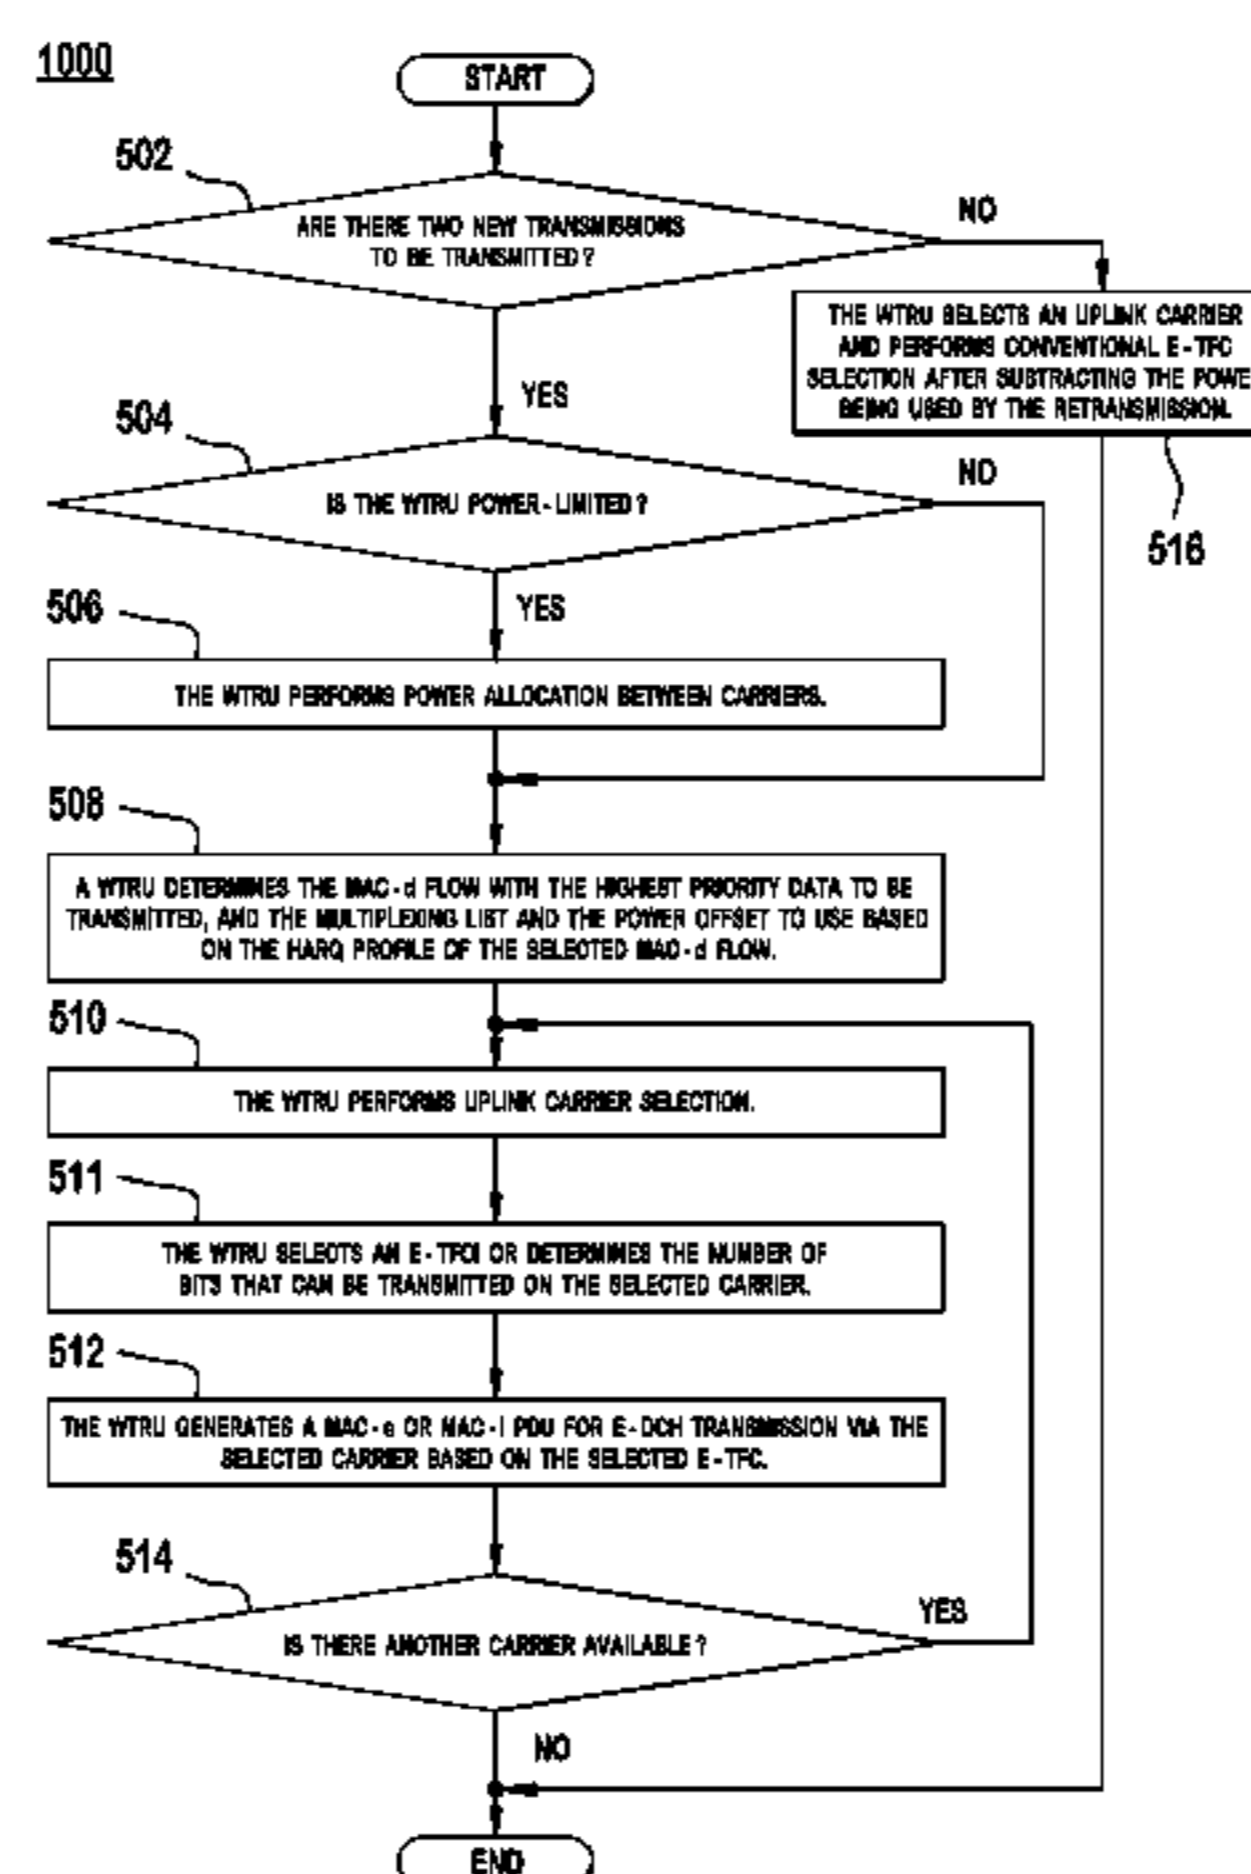 1000
START
502
ARE THERE TWO NEW TRANSMISSIONS
TO BE TRANSMITTED?
NO
THE WTRU SELECTS AN UPLINK CARRIER
AND PERFORMS CONVENTIONAL E-TFC
SELECTION AFTER SUBTRACTING THE POWE
BEING USED BY THE RETRANSMISSION.
516
YES
504
IS THE WTRU POWER-LIMITED?
NO
YES
506
THE WTRU PERFORMS POWER ALLOCATION BETWEEN CARRIERS.
508
A WTRU DETERMINES THE MAC-d FLOW WITH THE HIGHEST PRIORITY DATA TO BE
TRANSMITTED, AND THE MULTIPLEXING LIST AND THE POWER OFFSET TO USE BASED
ON THE HARQ PROFILE OF THE SELECTED MAC-d FLOW.
510
THE WTRU PERFORMS UPLINK CARRIER SELECTION.
511
THE WTRU SELECTS AN E-TFCI OR DETERMINES THE NUMBER OF
BITS THAT CAN BE TRANSMITTED ON THE SELECTED CARRIER.
512
THE WTRU GENERATES A MAC-e OR MAC-i PDU FOR E-DCH TRANSMISSION VIA THE
SELECTED CARRIER BASED ON THE SELECTED E-TFC.
514
IS THERE ANOTHER CARRIER AVAILABLE?
YES
NO
END